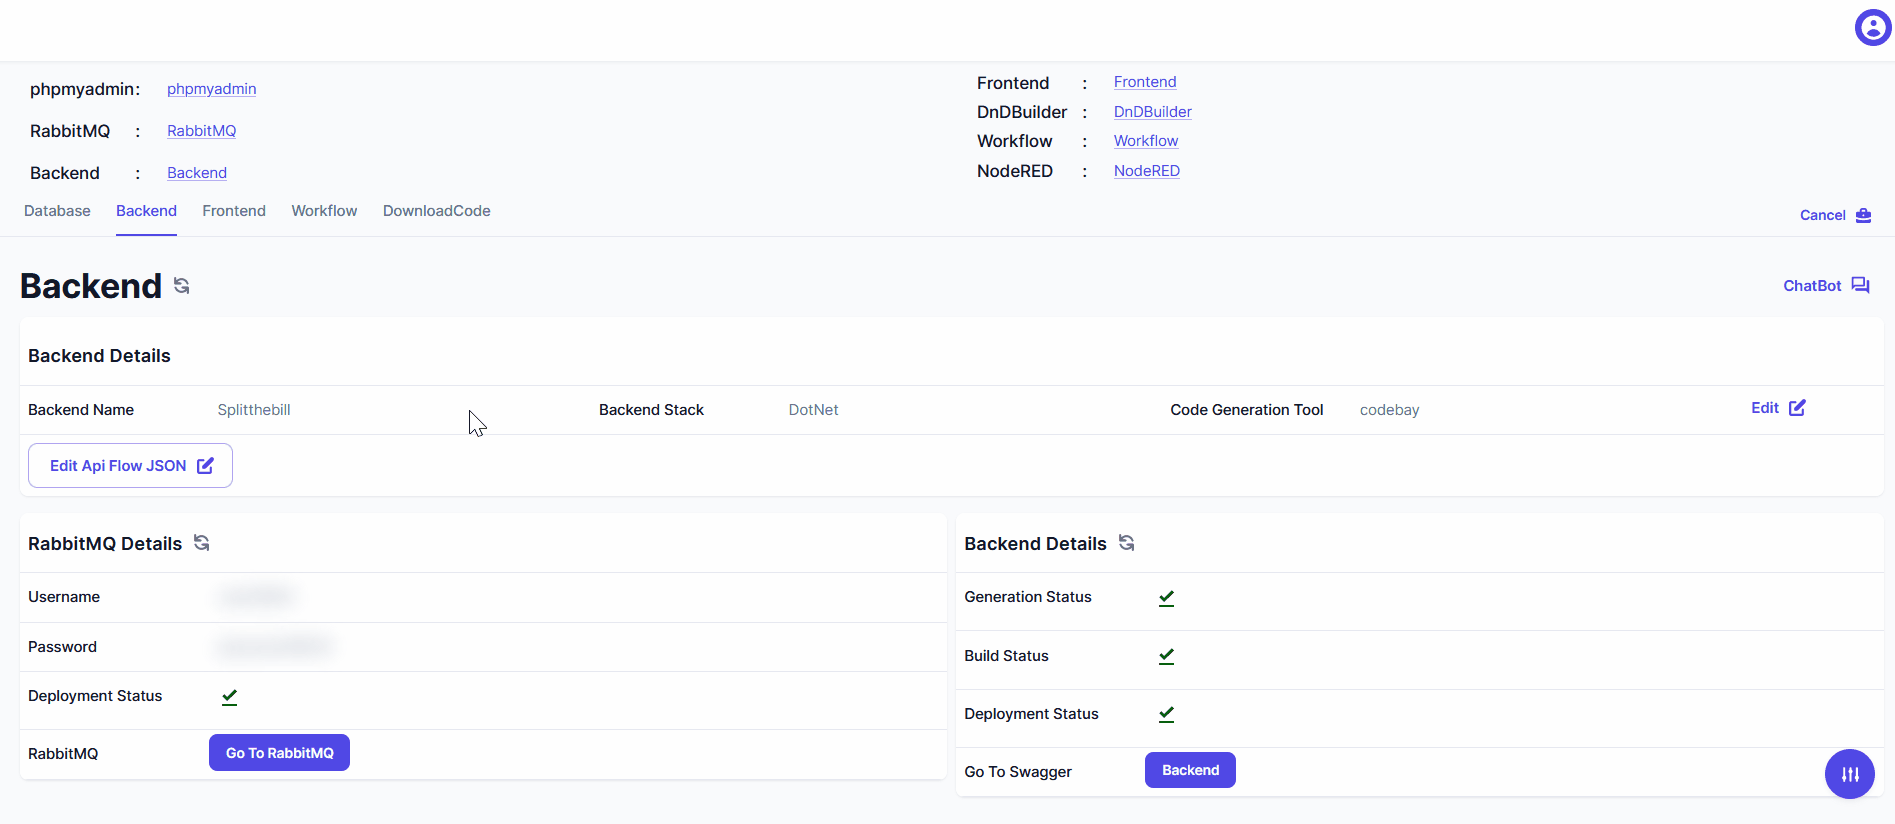 phpmyadmin: phpmyadmin
RabbitMQ : RabbitMQ
Backend : Backend
Frontend : Frontend
DnDBuilder : DnDBuilder
Workflow : Workflow
NodeRED : NodeRED
Database Backend Frontend Workflow DownloadCode
Cancel
Backend
ChatBot
Backend Details
Backend Name Splitthebill Backend Stack DotNet Code Generation Tool codebay Edit
Edit Api Flow JSON
RabbitMQ Details
Username
Password
Deployment Status
RabbitMQ Go To RabbitMQ
Backend Details
Generation Status
Build Status
Deployment Status
Go To Swagger Backend